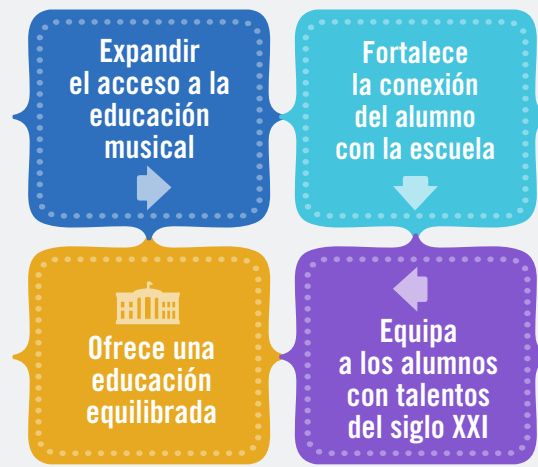 Expandir
el acceso a la
educación
musical
Fortalece
la conexión
del alumno
con la escuela
Equipa
a los alumnos
con talentos
del siglo XXI
Ofrece una
educación
equilibrada